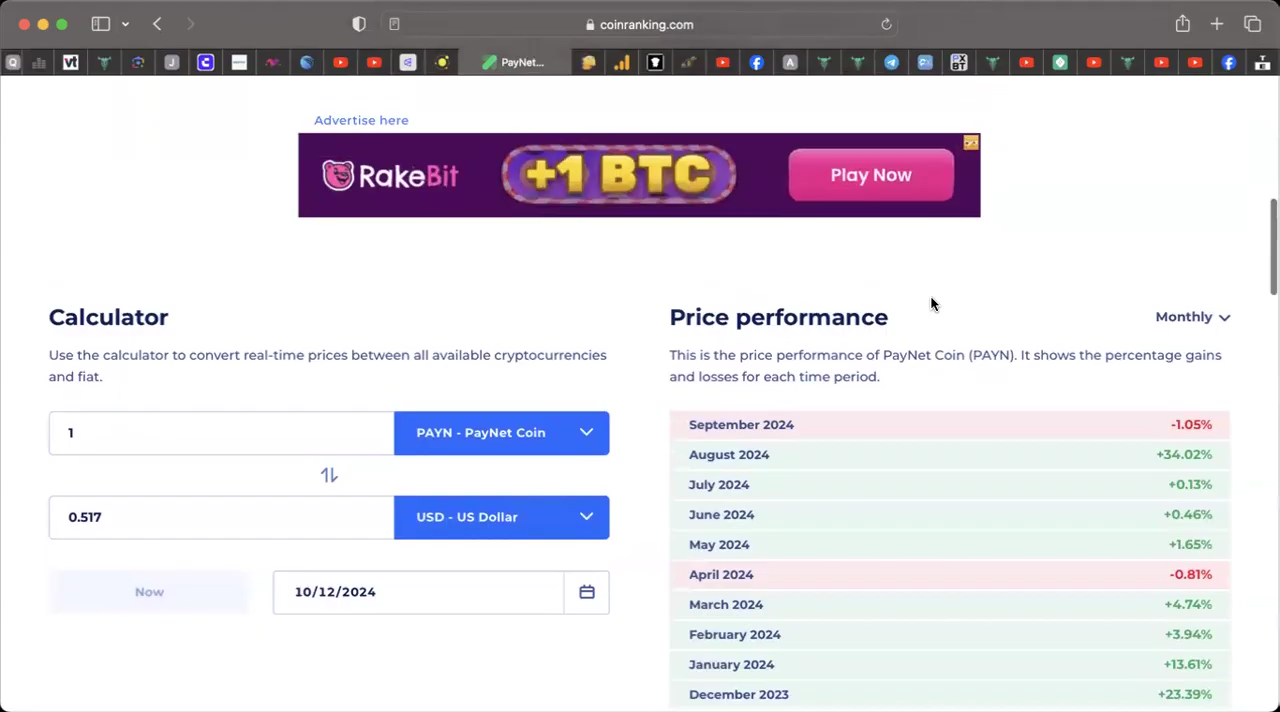 coinranking.com
PayNet...
Advertise here
RakeBit
+1 BTC
Play Now
Calculator
Use the calculator to convert real-time prices between all available cryptocurrencies
and fiat.
1
PAYN - PayNet Coin
0.517
USD - US Dollar
Now
10/12/2024
Price performance
Monthly
This is the price performance of PayNet Coin (PAYN). It shows the percentage gains
and losses for each time period.
September 2024 -1.05%
August 2024 +34.02%
July 2024 +0.13%
June 2024 +0.46%
May 2024 +1.65%
April 2024 -0.81%
March 2024 +4.74%
February 2024 +3.94%
January 2024 +13.61%
December 2023 +23.39%